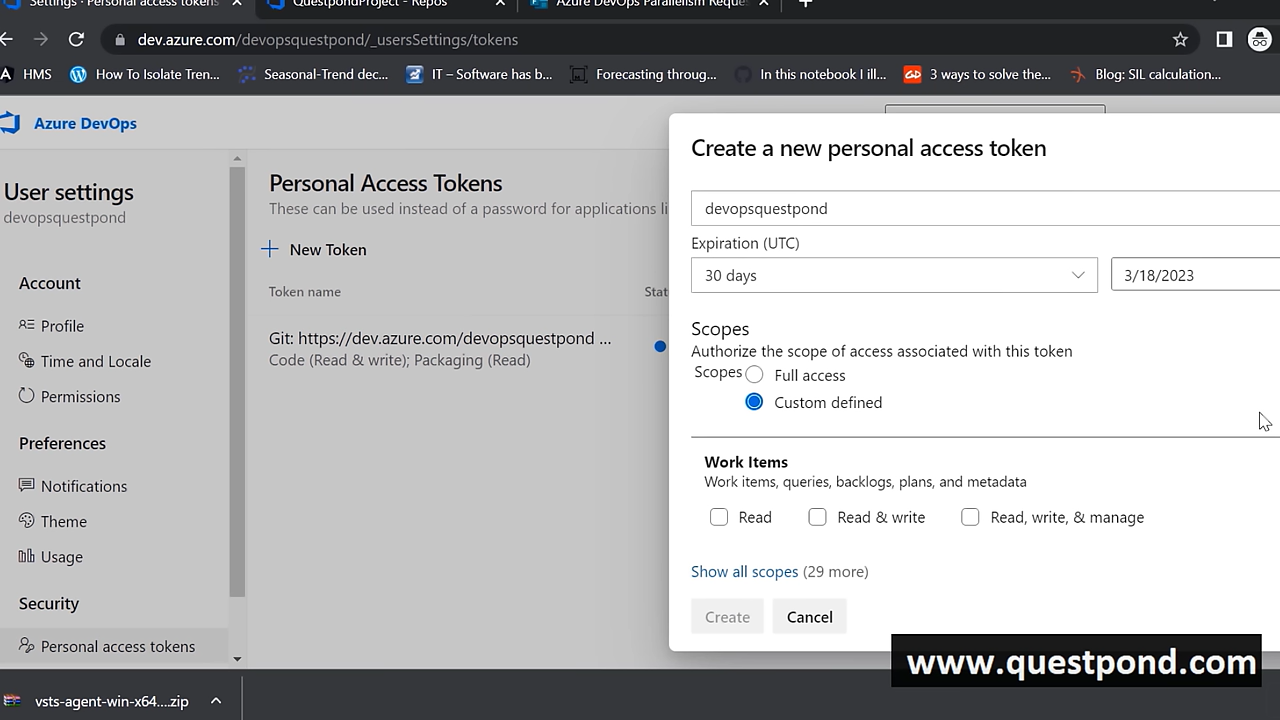 Settings · Personal access tokens
QuestpondProject - Repos
Azure DevOps Parallelism Reque
dev.azure.com/devopsquestpond/_usersSettings/tokens
HMS
How To Isolate Tren...
Seasonal-Trend dec...
IT – Software has b...
Forecasting throug...
In this notebook I ill...
3 ways to solve the...
Blog: SIL calculation...
Azure DevOps
User settings
devopsquestpond
Account
Profile
Time and Locale
Permissions
Preferences
Notifications
Theme
Usage
Security
Personal access tokens
Personal Access Tokens
These can be used instead of a password for applications li
New Token
Token name
Stat
Git: https://dev.azure.com/devopsquestpond ...
Code (Read & write); Packaging (Read)
Create a new personal access token
devopsquestpond
Expiration (UTC)
30 days
3/18/2023
Scopes
Authorize the scope of access associated with this token
Scopes
Full access
Custom defined
Work Items
Work items, queries, backlogs, plans, and metadata
Read
Read & write
Read, write, & manage
Show all scopes (29 more)
Create
Cancel
www.questpond.com
vsts-agent-win-x64....zip